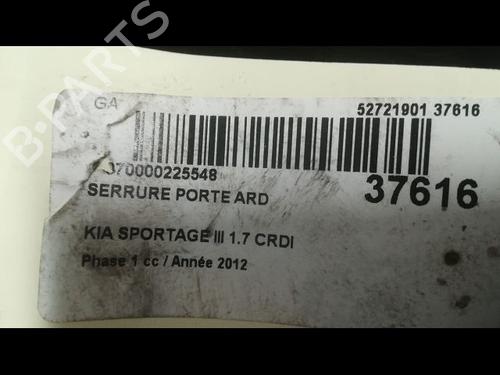 B-PARTS
GA
52721901 37616
70000225548
37616
SERRURE PORTE ARD
KIA SPORTAGE III 1.7 CRDI
Phase 1 cc / Année 2012